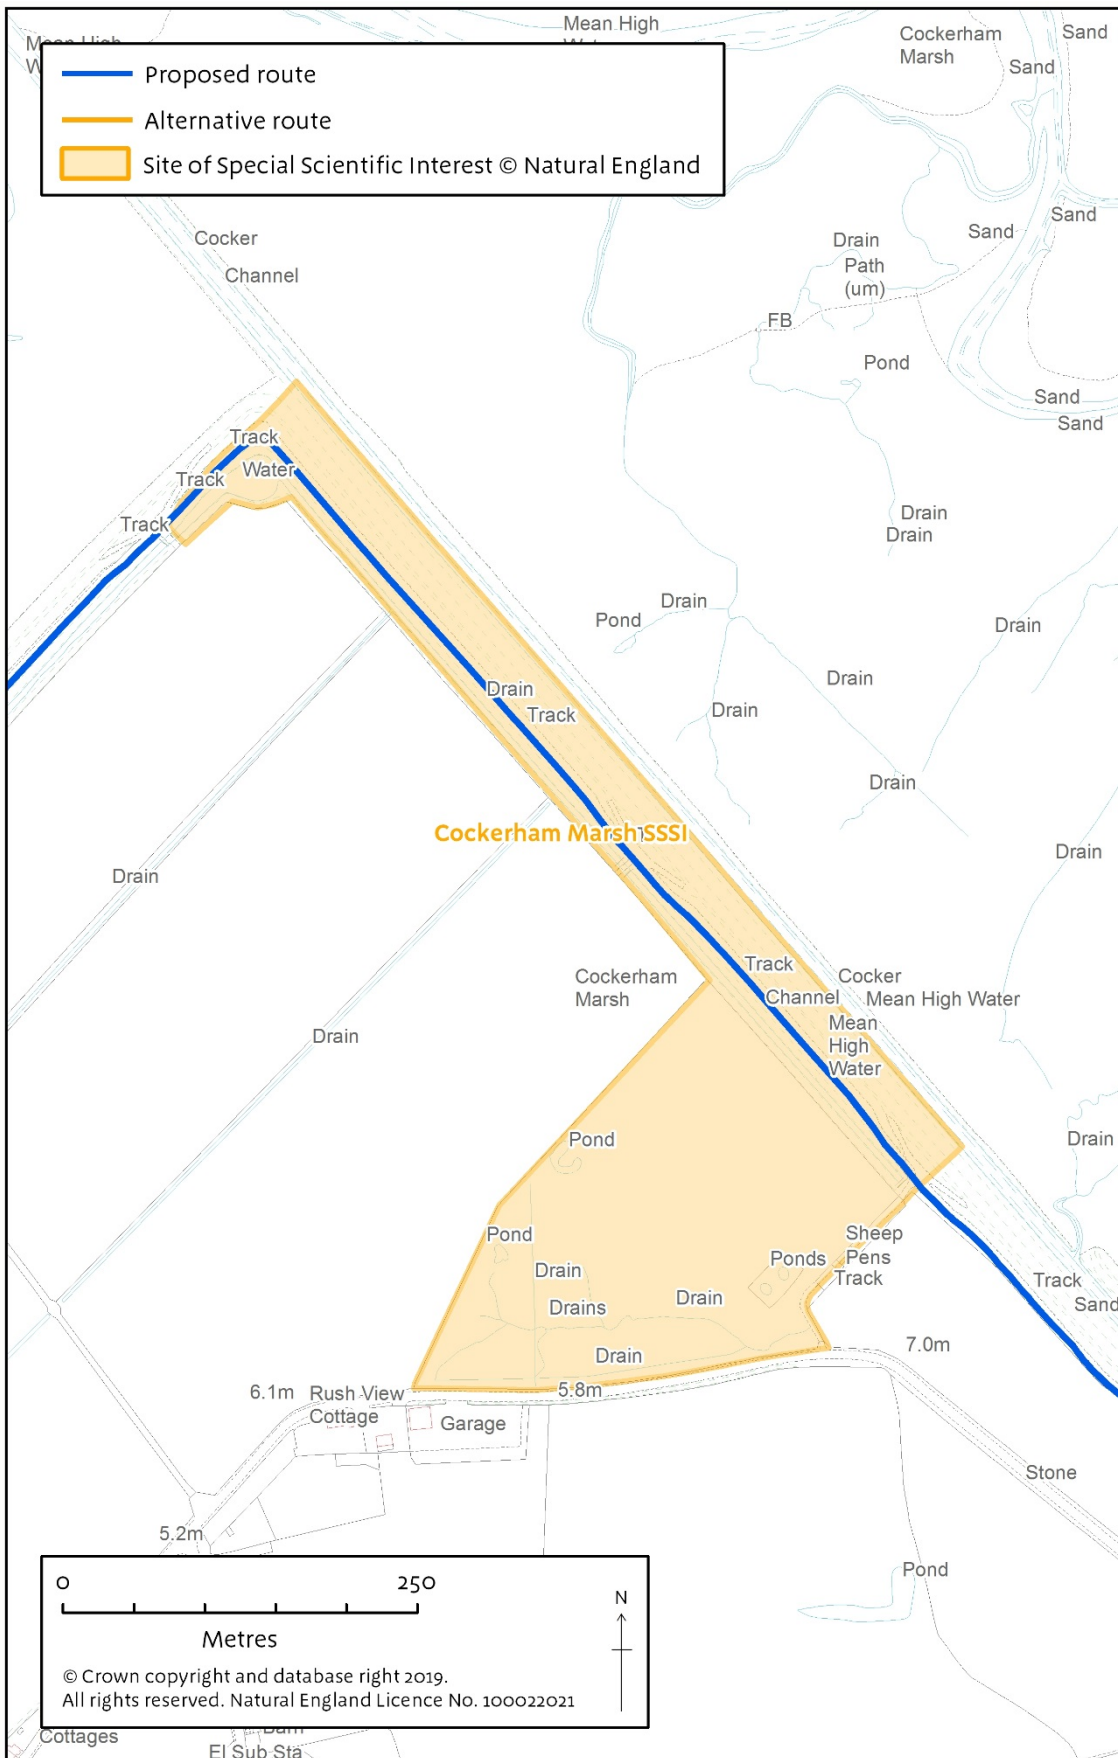 Mean High
Mean High
Cockerham
Marsh
Sand
Sand
Proposed route
Alternative route
Site of Special Scientific Interest © Natural England
Sand
Sand
Cocker
Channel
Drain
Path
(um)
FB
Pond
Sand
Sand
Track
Water
Track
Track
Drain
Drain
Drain
Pond
Drain
Drain
Drain
Drain
Track
Drain
Drain
Cockerham Marsh SSSI
Drain
Drain
Track
Cocker
Channel
Mean High Water
Cockerham
Marsh
Mean
High
Water
Drain
Pond
Drain
Pond
Sheep
Pens
Track
Ponds
Drain
Drains
Drain
Drain
Track
Sand
7.0m
5.8m
6.1m
Rush View
Cottage
Garage
Stone
5.2m
Pond
0 250
Metres
N
© Crown copyright and database right 2019.
All rights reserved. Natural England Licence No. 100022021
Cottages
Barn
El Sub Sta